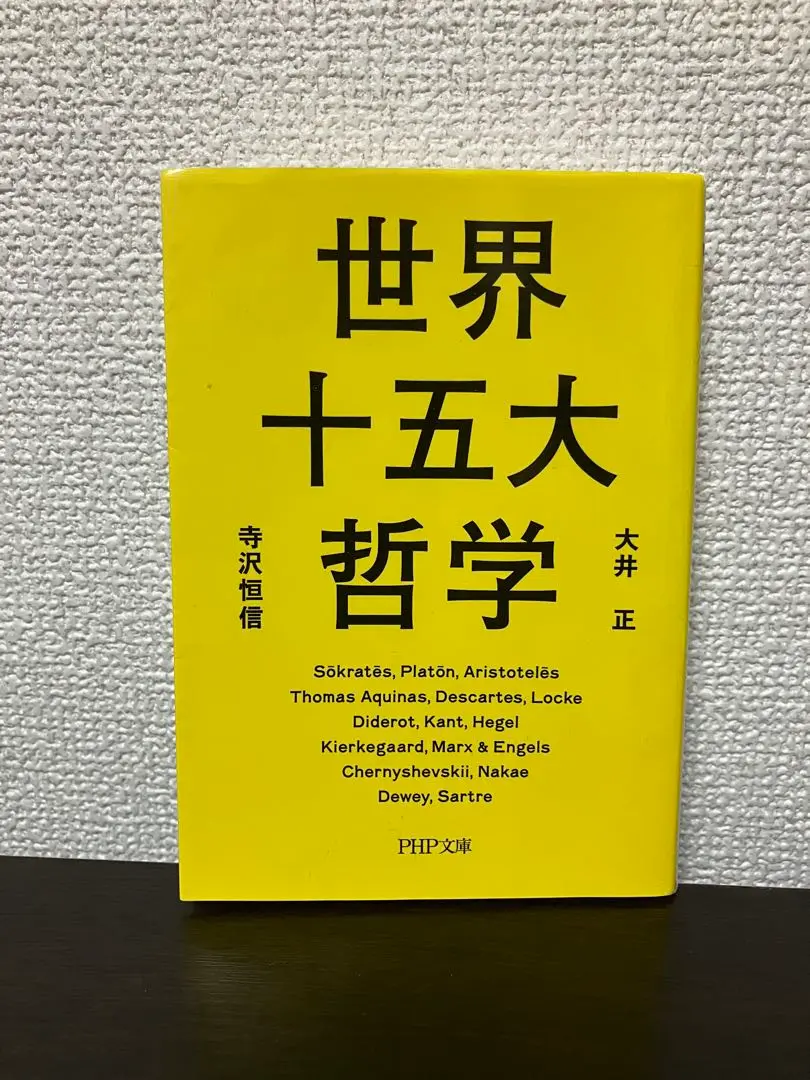 世界
十五大
哲学
大井 正
寺沢恒信
Sōkratēs, Platōn, Aristotelēs
Thomas Aquinas, Descartes, Locke
Diderot, Kant, Hegel
Kierkegaard, Marx & Engels
Chernyshevskii, Nakae
Dewey, Sartre
PHP文庫